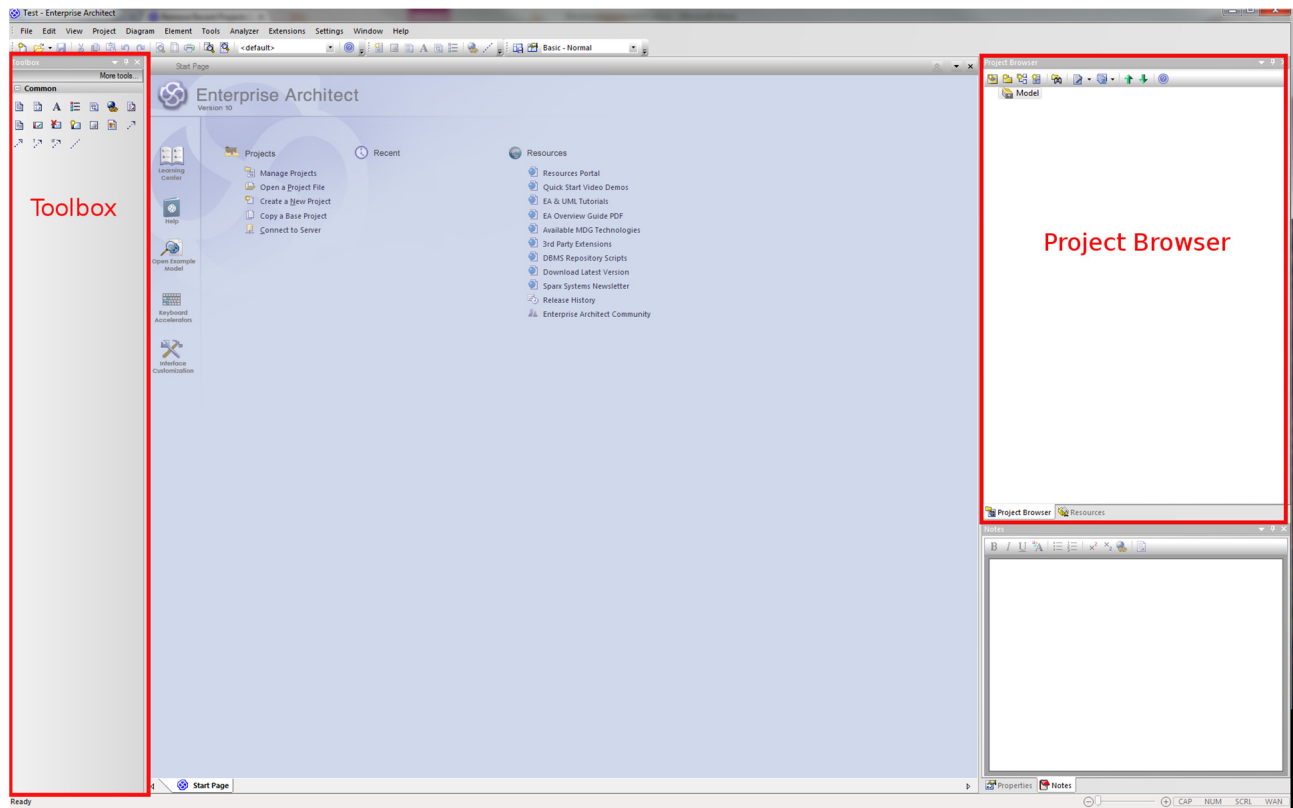 Test - Enterprise Architect
File Edit View Project Diagram Element Tools Analyzer Extensions Settings Window Help
<default>
Basic - Normal
Toolbox
More tools...
Common
Toolbox
Start Page
Enterprise Architect
Version 10
Learning
Center
Help
Open Example
Model
Keyboard
Accelerators
Interface
Customization
Projects
Manage Projects
Open a Project File
Create a New Project
Copy a Base Project
Connect to Server
Recent
Resources
Resources Portal
Quick Start Video Demos
EA & UML Tutorials
EA Overview Guide PDF
Available MDG Technologies
3rd Party Extensions
DBMS Repository Scripts
Download Latest Version
Sparx Systems Newsletter
Release History
Enterprise Architect Community
Project Browser
Model
Project Browser
Project Browser Resources
Notes
B I U A x² x₂
Start Page
Properties Notes
Ready
CAP NUM SCRL WAN